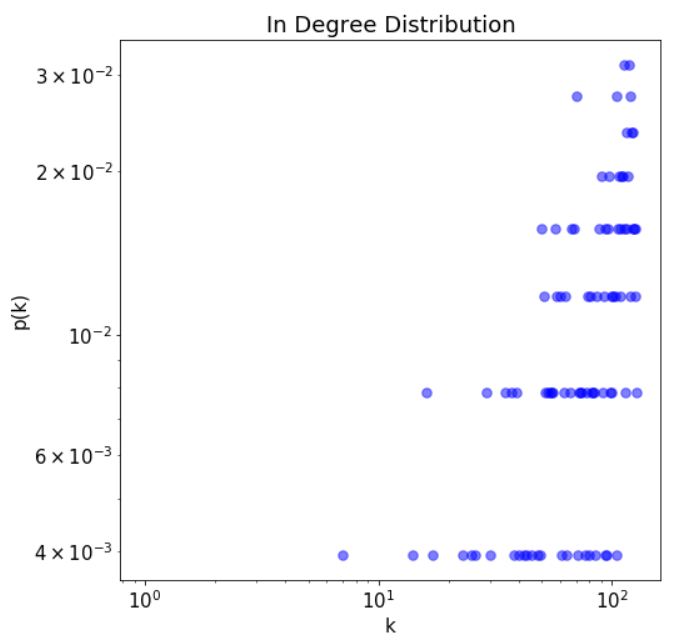 In Degree Distribution
3 × 10⁻²
2 × 10⁻²
10⁻²
6 × 10⁻³
4 × 10⁻³
p(k)
10⁰ 10¹ 10²
k